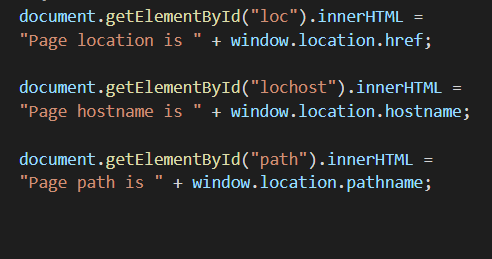 document.getElementById("loc").innerHTML =
"Page location is " + window.location.href;
document.getElementById("lochost").innerHTML =
"Page hostname is " + window.location.hostname;
document.getElementById("path").innerHTML =
"Page path is " + window.location.pathname;